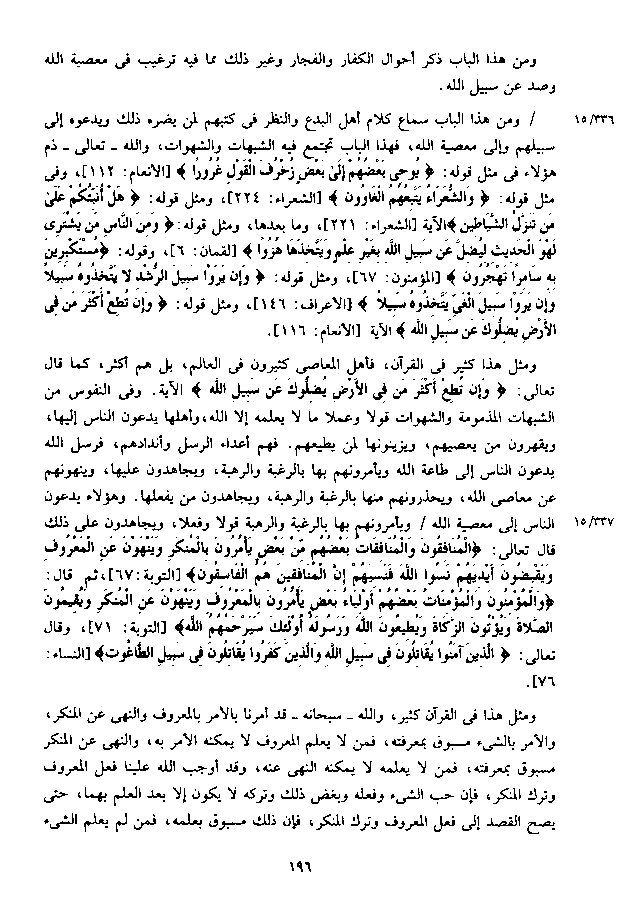 ومن هذا الباب ذكر أحوال الكفار والفجار وغير ذلك مما فيه ترغيب فى معصية الله
وصد عن سبيل الله .
١٥/٣٣٦ / ومن هذا الباب سماع كلام أهل البدع والنظر فى كتبهم لمن يضره ذلك ويدعوه إلى
سبيلهم وإلى معصية الله، فهذا الباب تجتمع فيه الشبهات والشهوات، والله ـ تعالى ـ ذم
هؤلاء فى مثل قوله: ﴿ يُوحِي بَعْضُهُمْ إِلَىٰ بَعْضٍ زُخْرُفَ الْقَوْلِ غُرُورًا ﴾ [الأنعام: ١١٢]، وفى
مثل قوله: ﴿ وَالشُّعَرَاءُ يَتَّبِعُهُمُ الْغَاوُونَ ﴾ [الشعراء: ٢٢٤]، ومثل قوله: ﴿ هَلْ أُنَبِّئُكُمْ عَلَىٰ
مَن تَنَزَّلُ الشَّيَاطِينُ ﴾الآية [الشعراء: ٢٢١]، وما بعدها، ومثل قوله: ﴿ وَمِنَ النَّاسِ مَن يَشْتَرِي
لَهْوَ الْحَدِيثِ لِيُضِلَّ عَن سَبِيلِ اللَّهِ بِغَيْرِ عِلْمٍ وَيَتَّخِذَهَا هُزُوًا ﴾ [لقمان: ٦]، وقوله: ﴿مُسْتَكْبِرِينَ
بِهِ سَامِرًا تَهْجُرُونَ ﴾ [المؤمنون: ٦٧]، ومثل قوله: ﴿ وَإِن يَرَوْا سَبِيلَ الرُّشْدِ لا يَتَّخِذُوهُ سَبِيلاً
وَإِن يَرَوْا سَبِيلَ الْغَيِّ يَتَّخِذُوهُ سَبِيلاً ﴾ [الأعراف: ١٤٦]، ومثل قوله: ﴿ وَإِن تُطِعْ أَكْثَرَ مَن فِي
الأَرْضِ يُضِلُّوكَ عَن سَبِيلِ اللَّهِ ﴾ الآية [الأنعام: ١١٦].
ومثل هذا كثير فى القرآن، فأهل المعاصى كثيرون فى العالم، بل هم أكثر، كما قال
تعالى: ﴿ وَإِن تُطِعْ أَكْثَرَ مَن فِي الأَرْضِ يُضِلُّوكَ عَن سَبِيلِ اللَّهِ ﴾ الآية. وفى النفوس من
الشبهات المذمومة والشهوات قولا وعملا ما لا يعلمه إلا الله،وأهلها يدعون الناس إليها،
ويقهرون من يعصيهم، ويزينونها لمن يطيعهم. فهم أعداء الرسل وأندادهم، فرسل الله
يدعون الناس إلى طاعة الله ويأمرونهم بها بالرغبة والرهبة، ويجاهدون عليها، وينهونهم
عن معاصى الله، ويحذرونهم منها بالرغبة والرهبة، ويجاهدون من يفعلها. وهؤلاء يدعون
١٥/٣٣٧ الناس إلى معصية الله / ويأمرونهم بها بالرغبة والرهبة قولا وفعلا، ويجاهدون على ذلك
قال تعالى: ﴿الْمُنَافِقُونَ وَالْمُنَافِقَاتُ بَعْضُهُم مِّنْ بَعْضٍ يَأْمُرُونَ بِالْمُنكَرِ وَيَنْهَوْنَ عَنِ الْمَعْرُوفِ
وَيَقْبِضُونَ أَيْدِيَهُمْ نَسُوا اللَّهَ فَنَسِيَهُمْ إِنَّ الْمُنَافِقِينَ هُمُ الْفَاسِقُونَ﴾ [التوبة:٦٧]، ثم قال:
﴿وَالْمُؤْمِنُونَ وَالْمُؤْمِنَاتُ بَعْضُهُمْ أَوْلِيَاءُ بَعْضٍ يَأْمُرُونَ بِالْمَعْرُوفِ وَيَنْهَوْنَ عَنِ الْمُنكَرِ وَيُقِيمُونَ
الصَّلاةَ وَيُؤْتُونَ الزَّكَاةَ وَيُطِيعُونَ اللَّهَ وَرَسُولَهُ أُوْلَئِكَ سَيَرْحَمُهُمُ اللَّهُ﴾ [التوبة: ٧١]، وقال
تعالى: ﴿ الَّذِينَ آمَنُوا يُقَاتِلُونَ فِي سَبِيلِ اللَّهِ وَالَّذِينَ كَفَرُوا يُقَاتِلُونَ فِي سَبِيلِ الطَّاغُوتِ﴾ [النساء:
٧٦].
ومثل هذا فى القرآن كثير، والله ـ سبحانه ـ قد أمرنا بالأمر بالمعروف والنهى عن المنكر،
والأمر بالشىء مسبوق بمعرفته، فمن لا يعلم المعروف لا يمكنه الأمر به، والنهى عن المنكر
مسبوق بمعرفته، فمن لا يعلمه لا يمكنه النهى عنه، وقد أوجب الله علينا فعل المعروف
وترك المنكر، فإن حب الشىء وفعله وبغض ذلك وتركه لا يكون إلا بعد العلم بهما، حتى
يصح القصد إلى فعل المعروف وترك المنكر، فإن ذلك مسبوق بعلمه، فمن لم يعلم الشىء
١٩٦